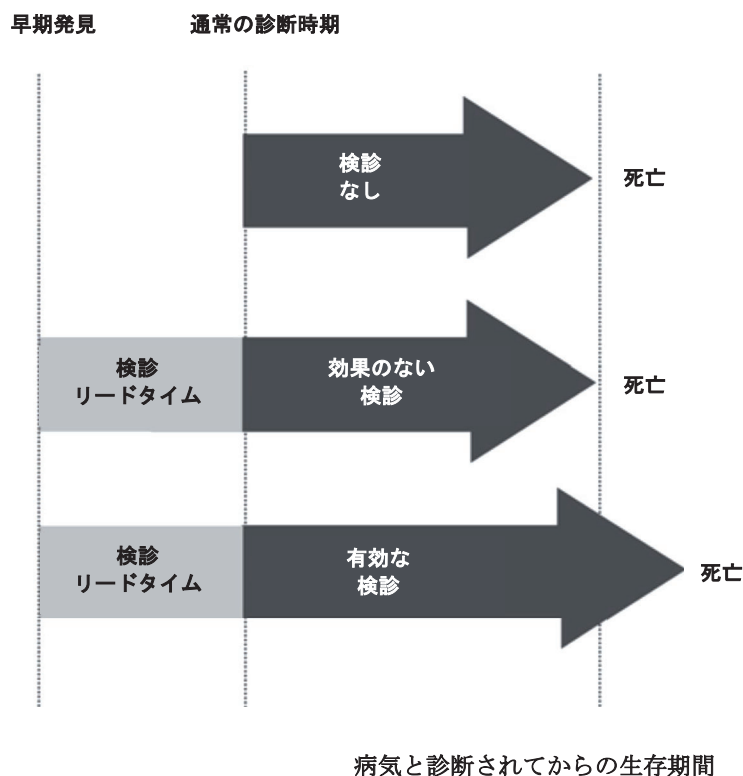 早期発見 通常の診断時期
検診
なし
死亡
検診
リードタイム
効果のない
検診
死亡
検診
リードタイム
有効な
検診
死亡
病気と診断されてからの生存期間